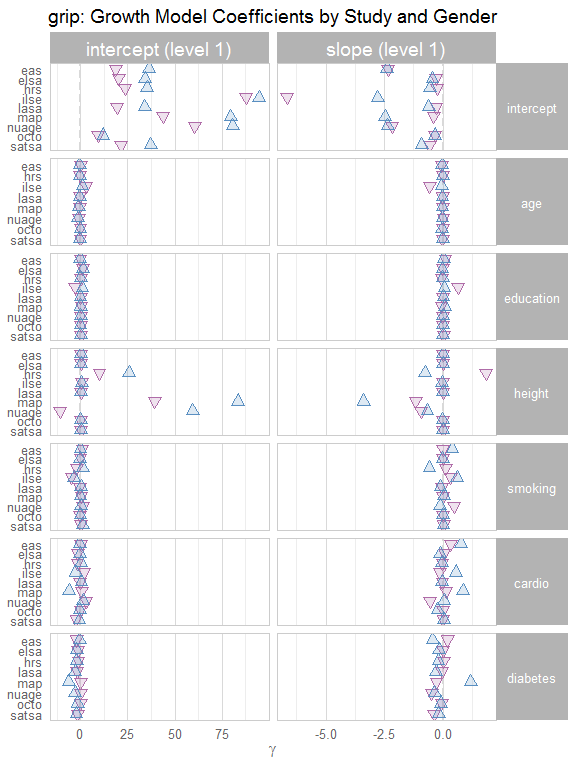 grip: Growth Model Coefficients by Study and Gender
intercept (level 1)
slope (level 1)
eas
elsa
hrs
ilse
lasa
map
nuage
octo
satsa
intercept
eas
hrs
ilse
lasa
map
nuage
octo
satsa
age
eas
elsa
hrs
ilse
lasa
map
nuage
octo
satsa
education
eas
elsa
hrs
ilse
lasa
map
nuage
octo
satsa
height
eas
elsa
hrs
ilse
lasa
map
nuage
octo
satsa
smoking
eas
elsa
hrs
ilse
lasa
map
nuage
octo
satsa
cardio
eas
elsa
hrs
lasa
map
nuage
octo
satsa
diabetes
0 25 50 75
-5.0 -2.5 0.0
γ